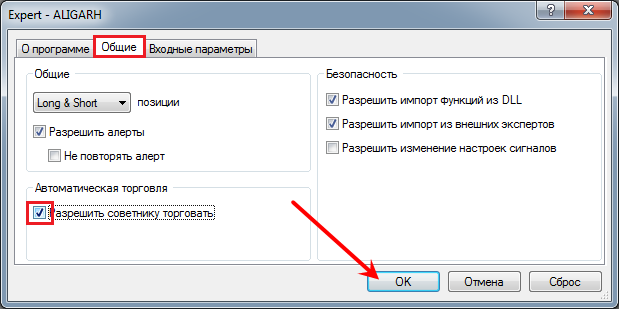 Expert - ALIGARH
О программе Общие Входные параметры
Общие
Long & Short позиции
Разрешить алерты
Не повторять алерт
Автоматическая торговля
Разрешить советнику торговать
Безопасность
Разрешить импорт функций из DLL
Разрешить импорт из внешних экспертов
Разрешить изменение настроек сигналов
OK Отмена Сброс